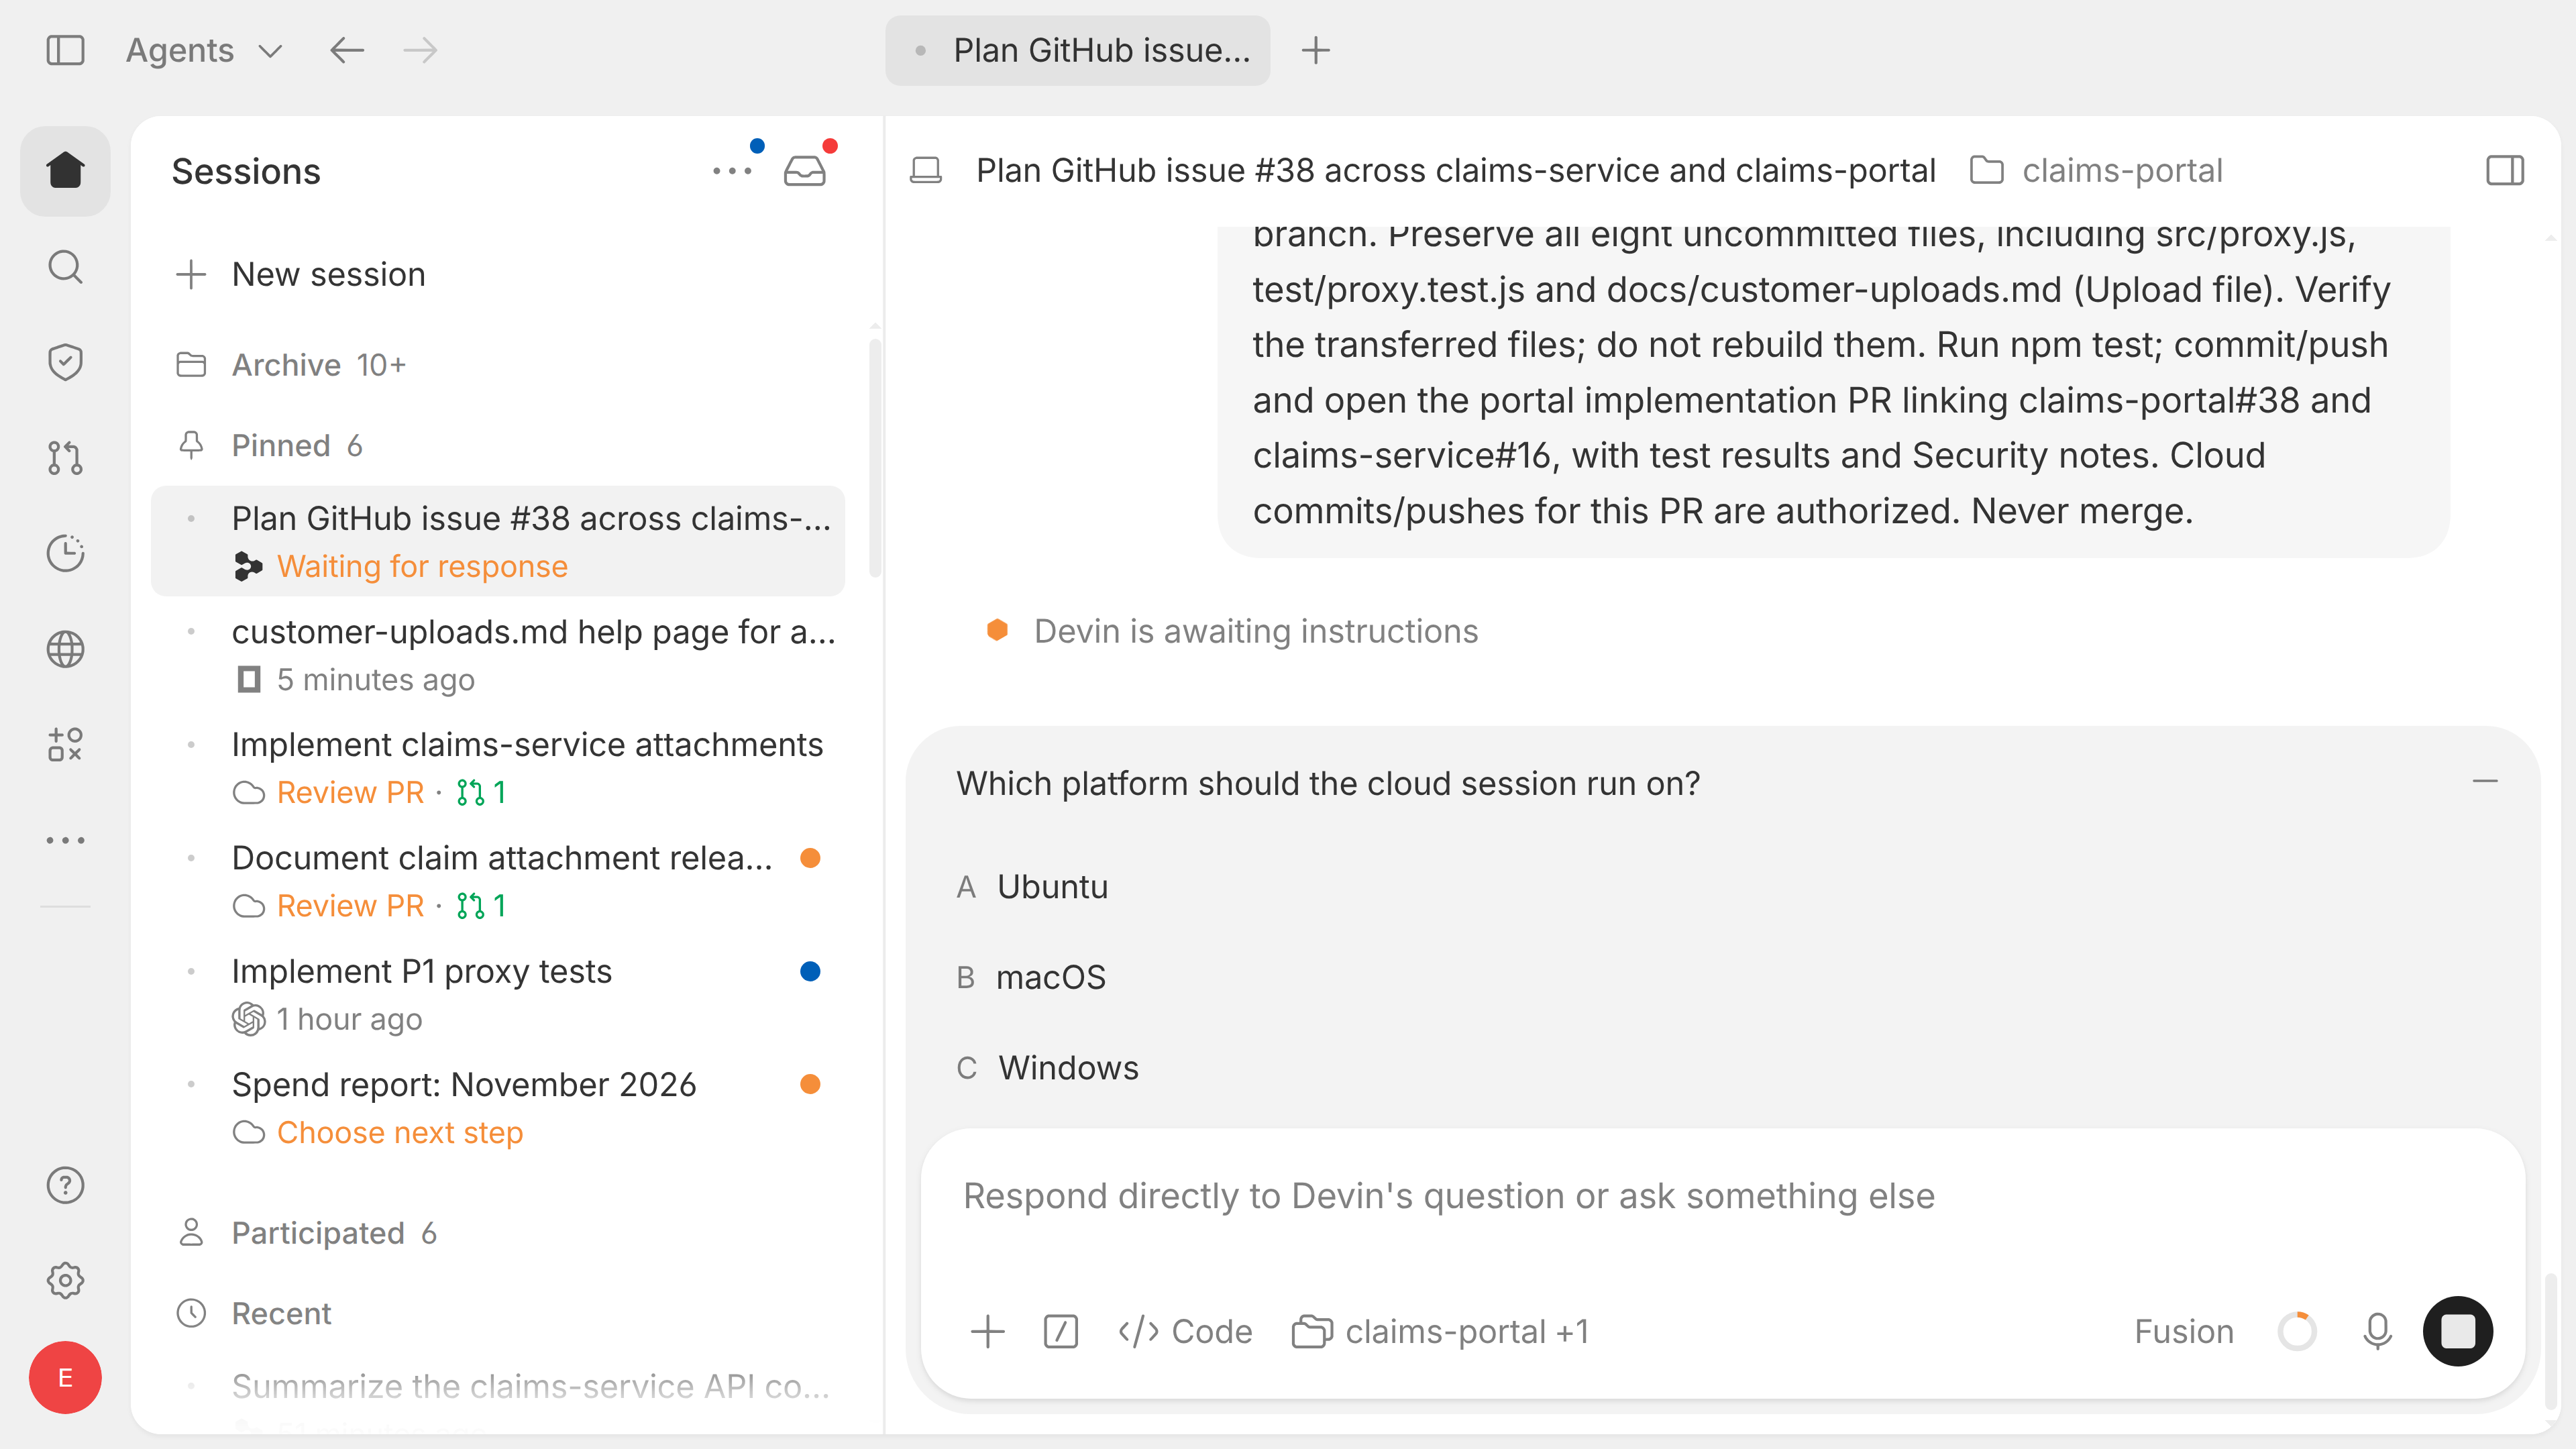 Agents
Plan GitHub issue...
Sessions
New session
Archive 10+
Pinned 6
Plan GitHub issue #38 across claims-...
Waiting for response
customer-uploads.md help page for a...
5 minutes ago
Implement claims-service attachments
Review PR · 1
Document claim attachment relea...
Review PR · 1
Implement P1 proxy tests
1 hour ago
Spend report: November 2026
Choose next step
Participated 6
Recent
Summarize the claims-service API co...
E
Plan GitHub issue #38 across claims-service and claims-portal claims-portal
branch. Preserve all eight uncommitted files, including src/proxy.js,
test/proxy.test.js and docs/customer-uploads.md (Upload file). Verify
the transferred files; do not rebuild them. Run npm test; commit/push
and open the portal implementation PR linking claims-portal#38 and
claims-service#16, with test results and Security notes. Cloud
commits/pushes for this PR are authorized. Never merge.
Devin is awaiting instructions
Which platform should the cloud session run on?
A Ubuntu
B macOS
C Windows
Respond directly to Devin's question or ask something else
Code claims-portal +1 Fusion